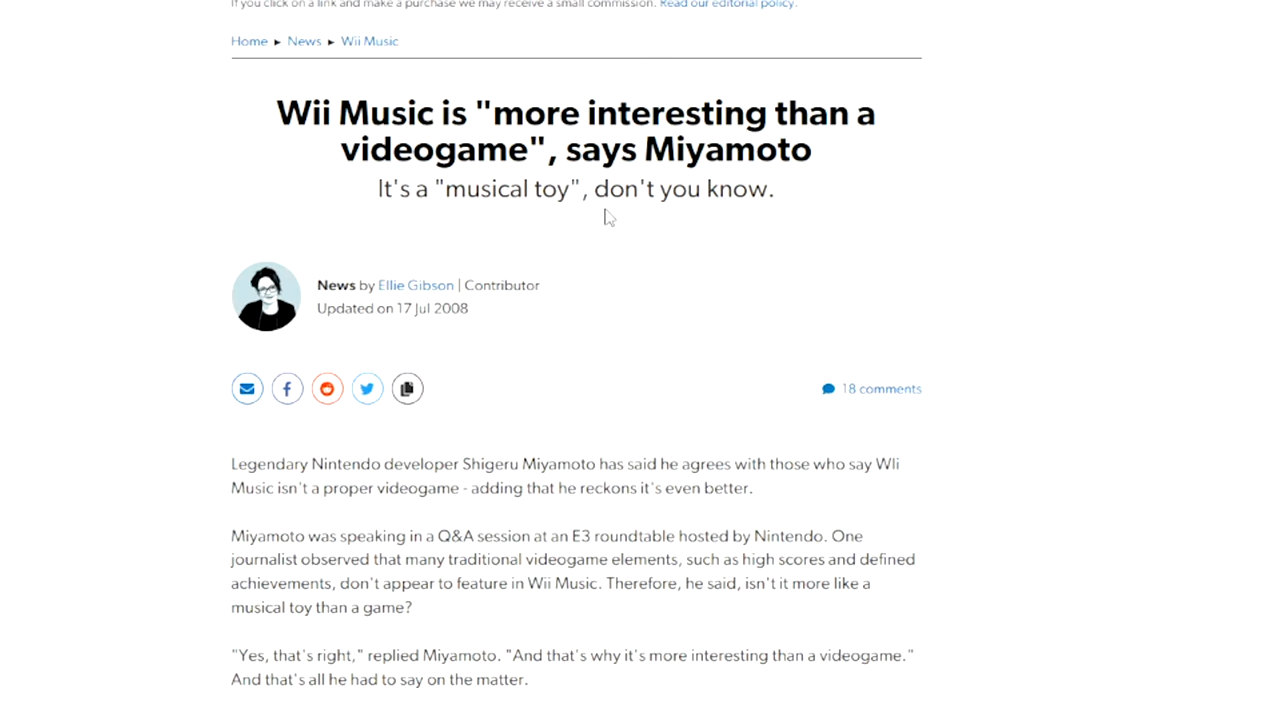 If you click on a link and make a purchase we may receive a small commission. Read our editorial policy.
Home ▸ News ▸ Wii Music
Wii Music is "more interesting than a
videogame", says Miyamoto
It's a "musical toy", don't you know.
News by Ellie Gibson | Contributor
Updated on 17 Jul 2008
18 comments
Legendary Nintendo developer Shigeru Miyamoto has said he agrees with those who say WIi
Music isn't a proper videogame - adding that he reckons it's even better.
Miyamoto was speaking in a Q&A session at an E3 roundtable hosted by Nintendo. One
journalist observed that many traditional videogame elements, such as high scores and defined
achievements, don't appear to feature in Wii Music. Therefore, he said, isn't it more like a
musical toy than a game?
"Yes, that's right," replied Miyamoto. "And that's why it's more interesting than a videogame."
And that's all he had to say on the matter.